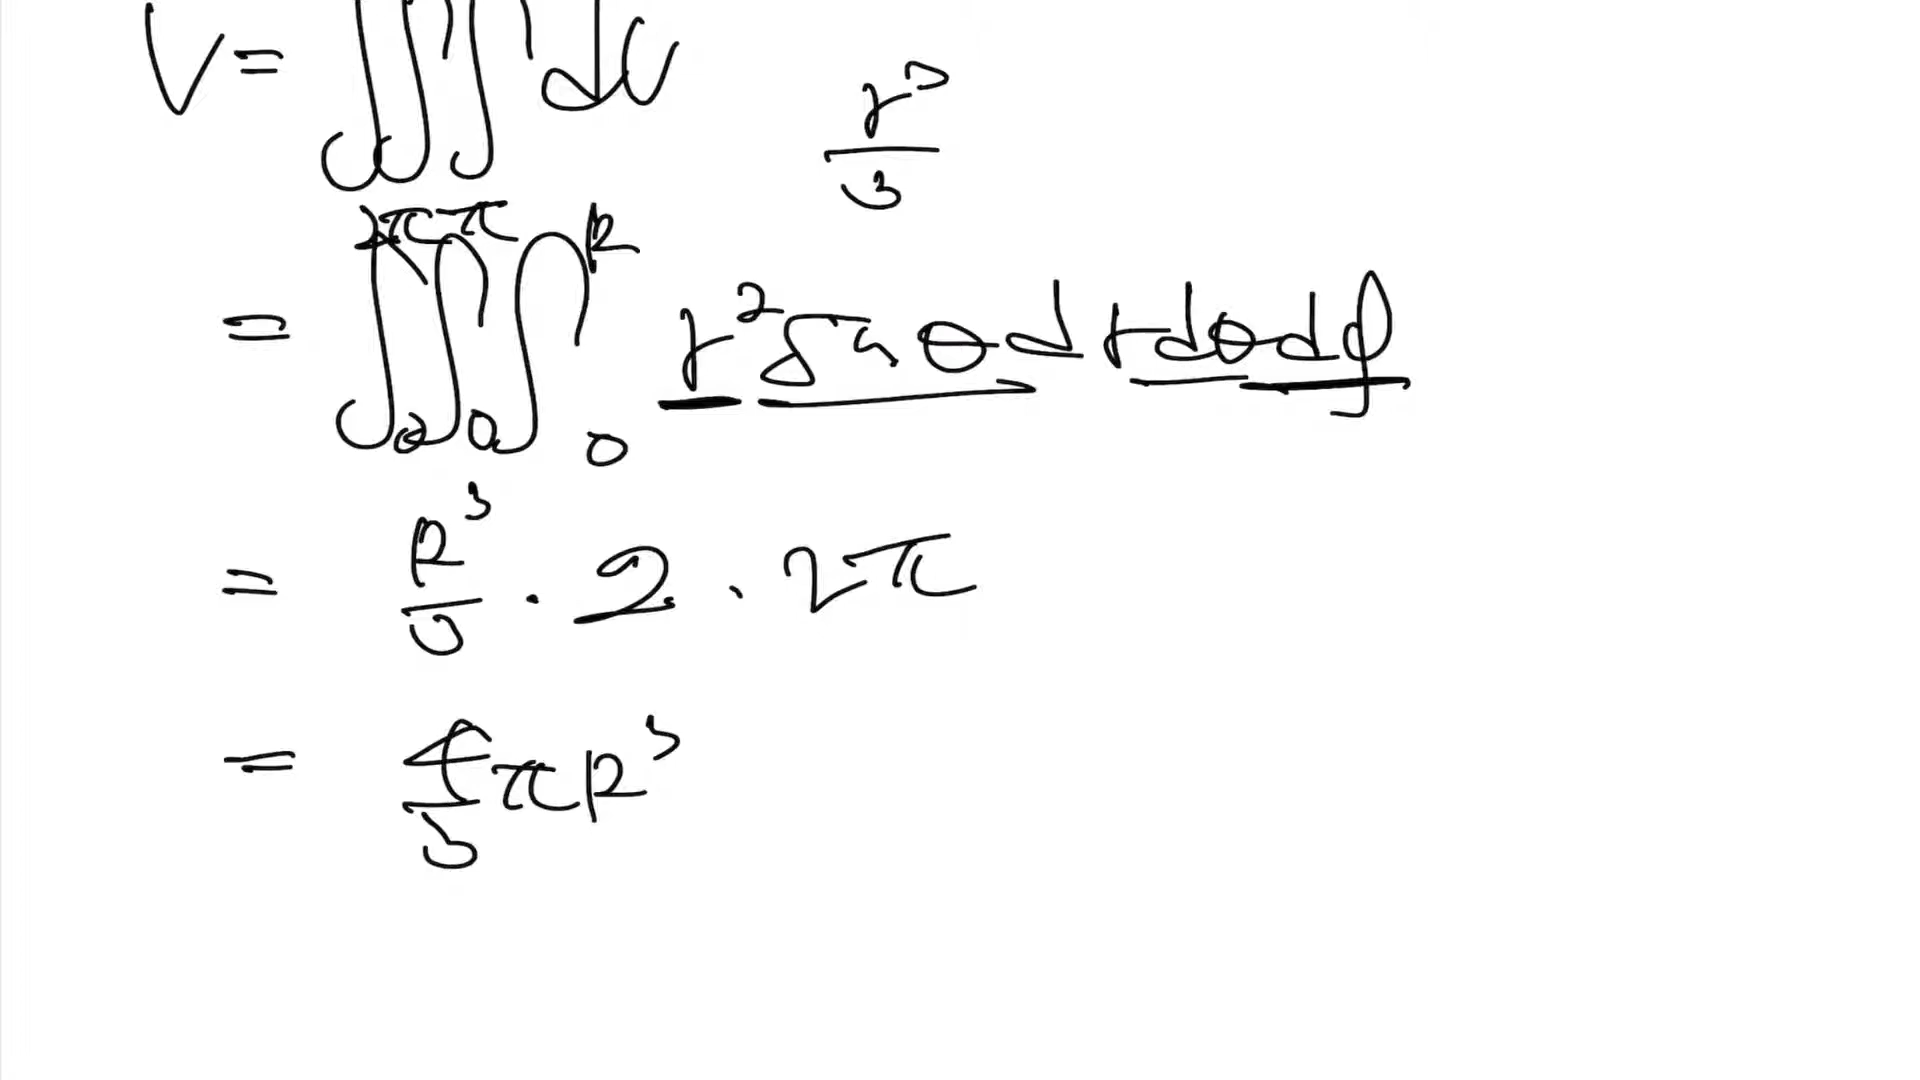 V = ∭ dV
r³/3
= ∫₀^2π ∫₀^π ∫₀^R r² sin θ dr dθ dφ
= R³/3 · 2 · 2π
= 4/3 πR³